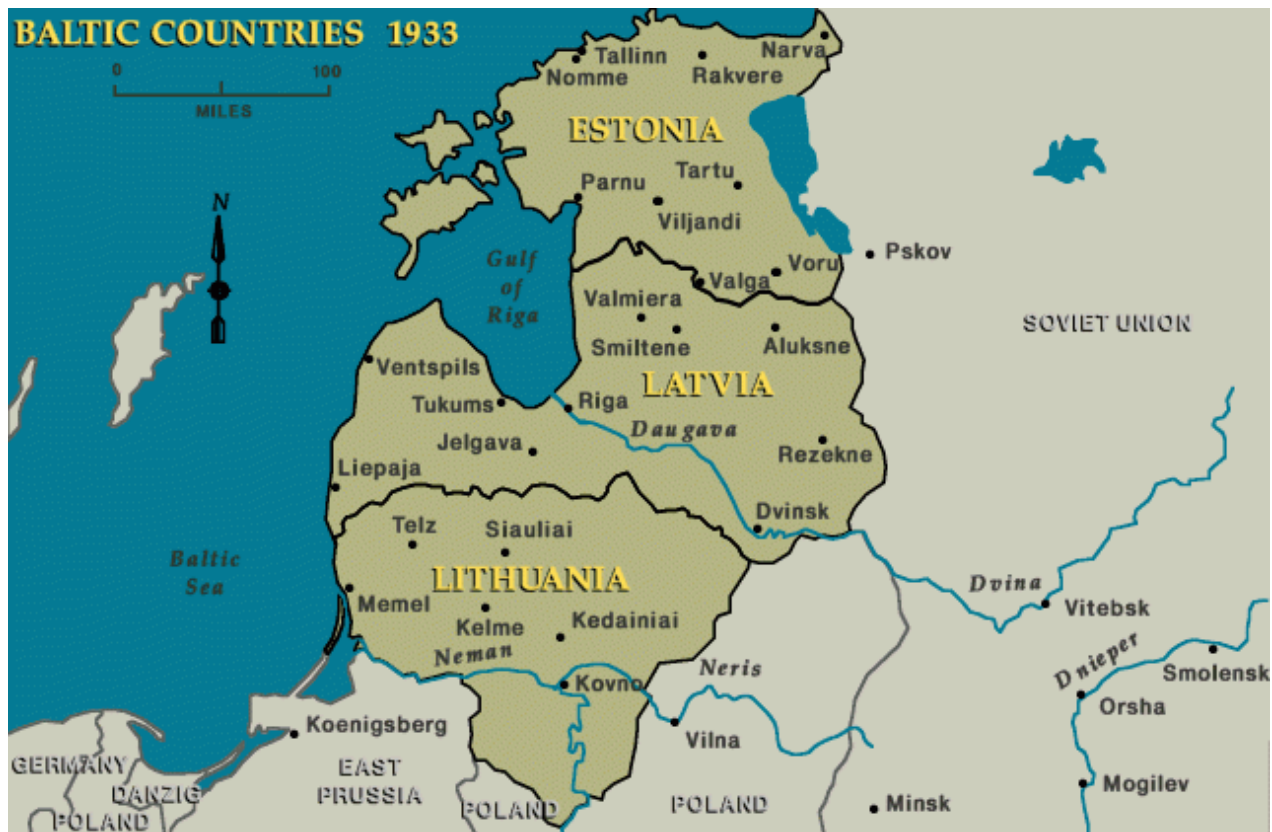 BALTIC COUNTRIES 1933
0 100
MILES
N
Tallinn
Nomme
Rakvere
Narva
ESTONIA
Parnu
Tartu
Viljandi
Pskov
Gulf
of
Riga
Valga
Voru
Valmiera
Smiltene
Aluksne
SOVIET UNION
Ventspils
LATVIA
Tukums
Riga
Daugava
Jelgava
Rezekne
Liepaja
Dvinsk
Telz
Siauliai
Baltic
Sea
LITHUANIA
Dvina
Memel
Vitebsk
Kelme
Kedainiai
Neman
Neris
Dnieper
Smolensk
Kovno
Orsha
Koenigsberg
Vilna
GERMANY
EAST
PRUSSIA
DANZIG
POLAND
POLAND
POLAND
Mogilev
Minsk